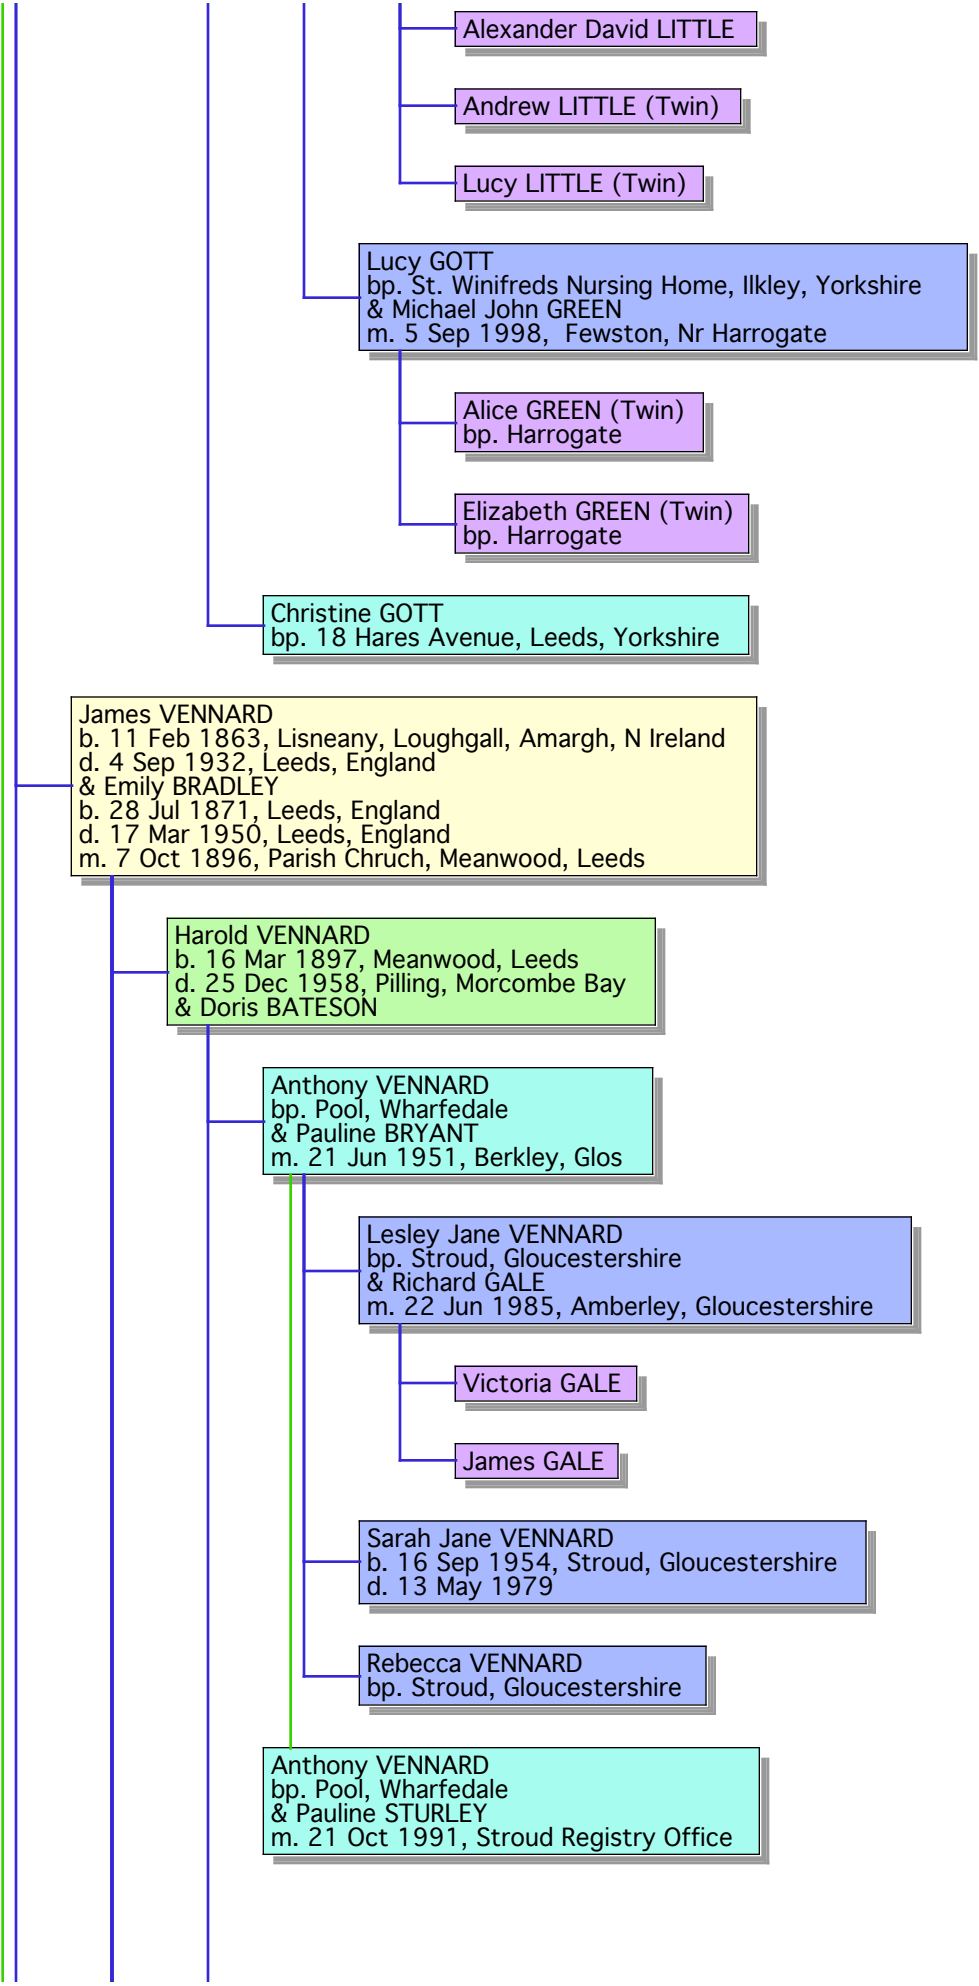 Alexander David LITTLE
Andrew LITTLE (Twin)
Lucy LITTLE (Twin)
Lucy GOTT
bp. St. Winifreds Nursing Home, Ilkley, Yorkshire
& Michael John GREEN
m. 5 Sep 1998,  Fewston, Nr Harrogate
Alice GREEN (Twin)
bp. Harrogate
Elizabeth GREEN (Twin)
bp. Harrogate
Christine GOTT
bp. 18 Hares Avenue, Leeds, Yorkshire
James VENNARD
b. 11 Feb 1863, Lisneany, Loughgall, Amargh, N Ireland
d. 4 Sep 1932, Leeds, England
& Emily BRADLEY
b. 28 Jul 1871, Leeds, England
d. 17 Mar 1950, Leeds, England
m. 7 Oct 1896, Parish Chruch, Meanwood, Leeds
Harold VENNARD
b. 16 Mar 1897, Meanwood, Leeds
d. 25 Dec 1958, Pilling, Morcombe Bay
& Doris BATESON
Anthony VENNARD
bp. Pool, Wharfedale
& Pauline BRYANT
m. 21 Jun 1951, Berkley, Glos
Lesley Jane VENNARD
bp. Stroud, Gloucestershire
& Richard GALE
m. 22 Jun 1985, Amberley, Gloucestershire
Victoria GALE
James GALE
Sarah Jane VENNARD
b. 16 Sep 1954, Stroud, Gloucestershire
d. 13 May 1979
Rebecca VENNARD
bp. Stroud, Gloucestershire
Anthony VENNARD
bp. Pool, Wharfedale
& Pauline STURLEY
m. 21 Oct 1991, Stroud Registry Office